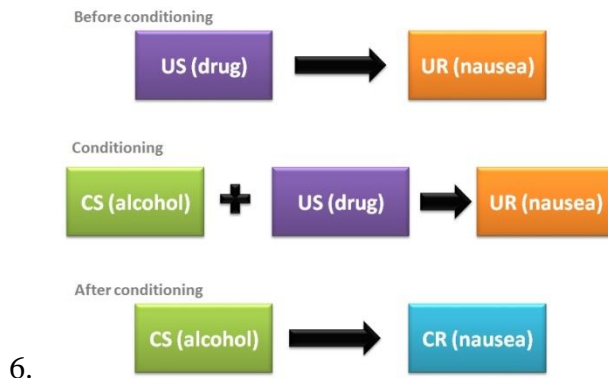 Before conditioning
US (drug) UR (nausea)
Conditioning
CS (alcohol) + US (drug) UR (nausea)
After conditioning
CS (alcohol) CR (nausea)
6.